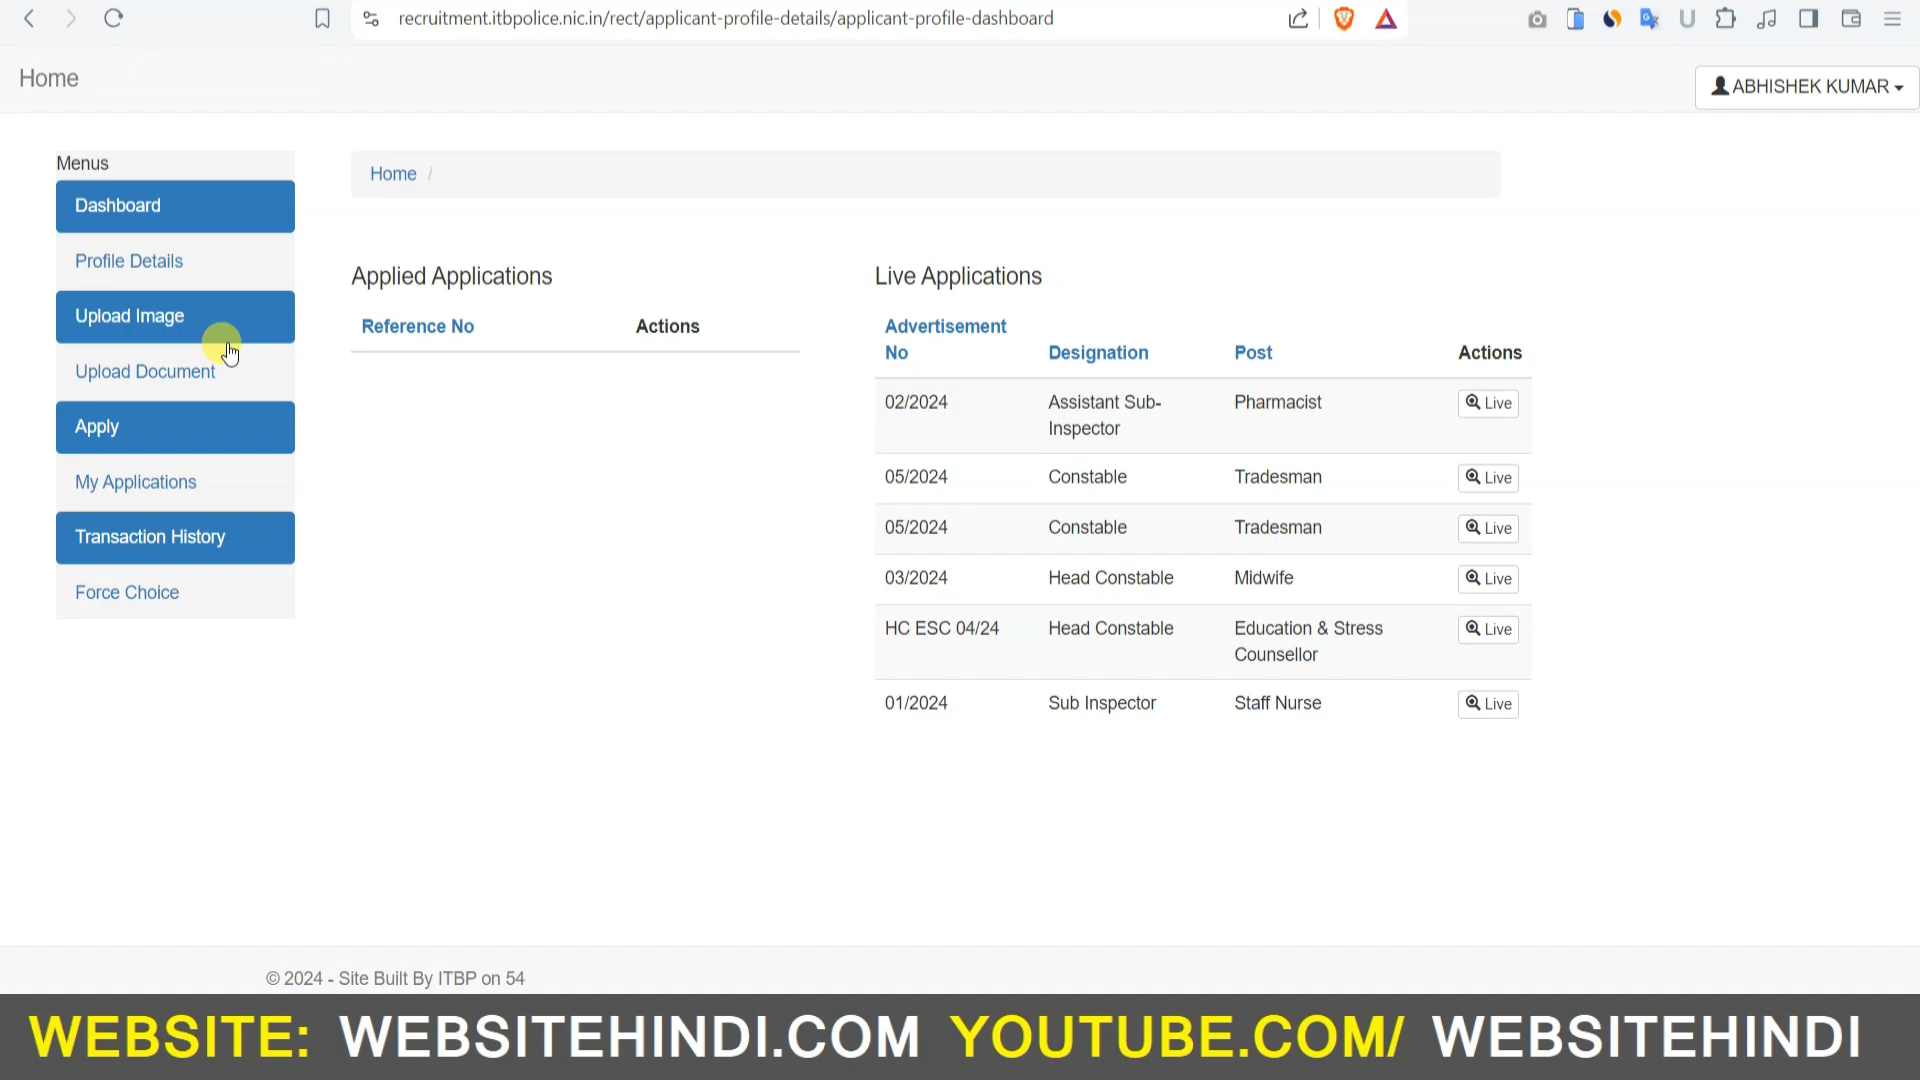 recruitment.itbpolice.nic.in/rect/applicant-profile-details/applicant-profile-dashboard
Home
ABHISHEK KUMAR
Menus
Dashboard
Profile Details
Upload Image
Upload Document
Apply
My Applications
Transaction History
Force Choice
Home /
Applied Applications
Reference No Actions
Live Applications
Advertisement
No Designation Post Actions
02/2024 Assistant Sub- Pharmacist Live
Inspector
05/2024 Constable Tradesman Live
05/2024 Constable Tradesman Live
03/2024 Head Constable Midwife Live
HC ESC 04/24 Head Constable Education & Stress Live
Counsellor
01/2024 Sub Inspector Staff Nurse Live
© 2024 - Site Built By ITBP on 54
WEBSITE: WEBSITEHINDI.COM YOUTUBE.COM/ WEBSITEHINDI